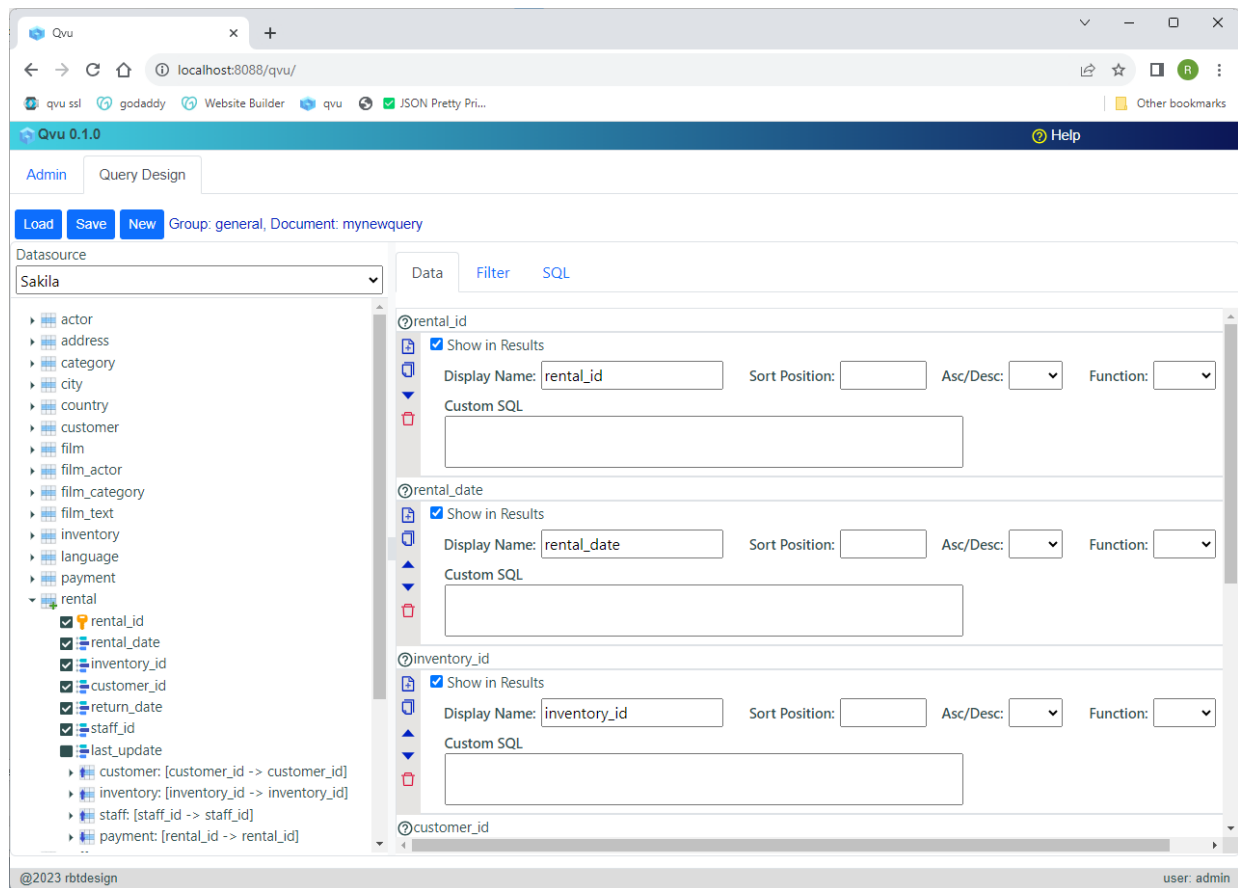 Qvu
localhost:8088/qvu/
R
qvu ssl godaddy Website Builder qvu JSON Pretty Pri... Other bookmarks
Qvu 0.1.0 Help
Admin Query Design
Load Save New Group: general, Document: mynewquery
Datasource
Sakila
actor
address
category
city
country
customer
film
film_actor
film_category
film_text
inventory
language
payment
rental
rental_id
rental_date
inventory_id
customer_id
return_date
staff_id
last_update
customer: [customer_id -> customer_id]
inventory: [inventory_id -> inventory_id]
staff: [staff_id -> staff_id]
payment: [rental_id -> rental_id]
Data Filter SQL
rental_id
Show in Results
Display Name: rental_id Sort Position: Asc/Desc: Function:
Custom SQL
rental_date
Show in Results
Display Name: rental_date Sort Position: Asc/Desc: Function:
Custom SQL
inventory_id
Show in Results
Display Name: inventory_id Sort Position: Asc/Desc: Function:
Custom SQL
customer_id
@2023 rbtdesign user: admin